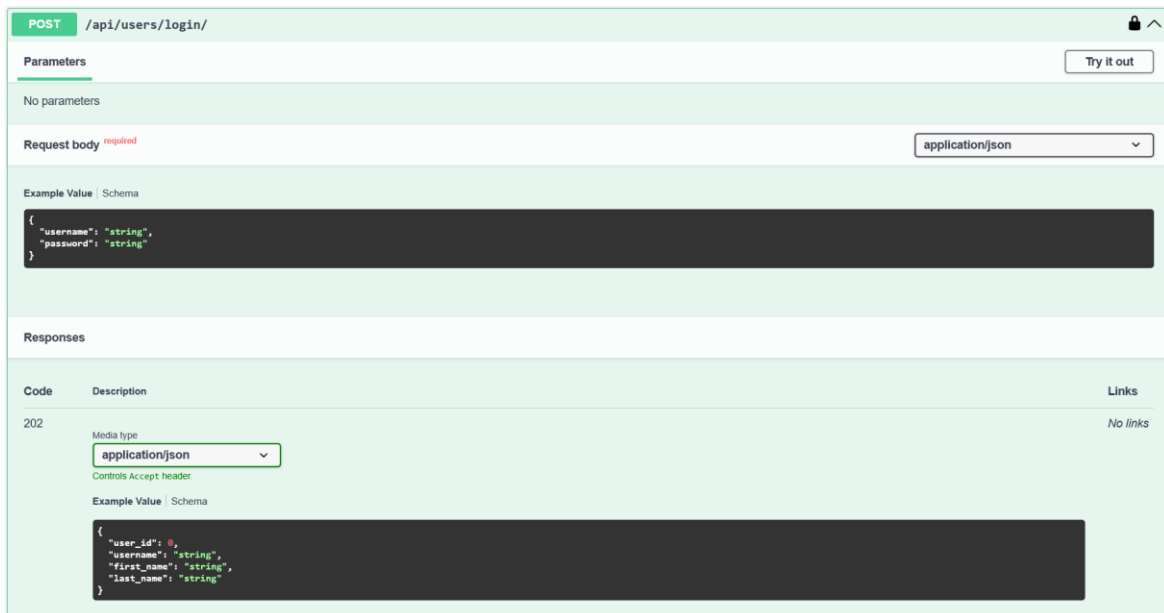 POST /api/users/login/
Parameters Try it out
No parameters
Request body required application/json
Example Value Schema
{
"username": "string",
"password": "string"
}
Responses
Code Description Links
202 No links
Media type
application/json
Controls Accept header.
Example Value Schema
{
"user_id": 0,
"username": "string",
"first_name": "string",
"last_name": "string"
}